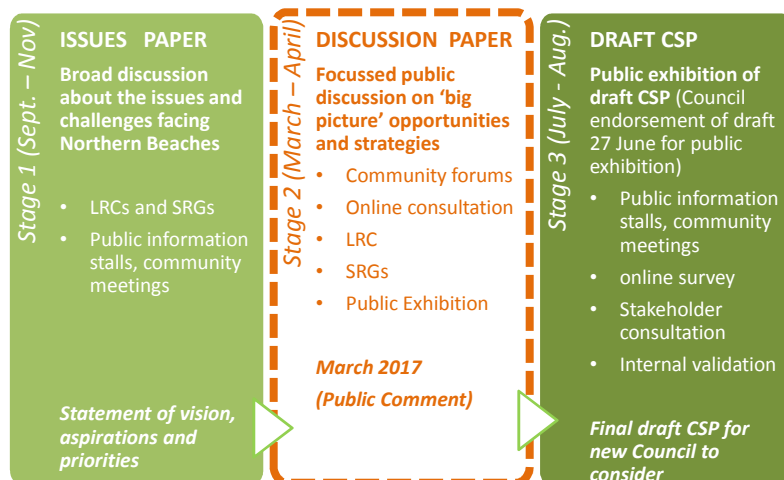 Stage 1 (Sept. – Nov)
ISSUES PAPER
Broad discussion
about the issues and
challenges facing
Northern Beaches
• LRCs and SRGs
• Public information
stalls, community
meetings
Statement of vision,
aspirations and
priorities
Stage 2 (March – April)
DISCUSSION PAPER
Focussed public
discussion on ‘big
picture’ opportunities
and strategies
• Community forums
• Online consultation
• LRC
• SRGs
• Public Exhibition
March 2017
(Public Comment)
Stage 3 (July - Aug.)
DRAFT CSP
Public exhibition of
draft CSP (Council
endorsement of draft
27 June for public
exhibition)
• Public information
stalls, community
meetings
• online survey
• Stakeholder
consultation
• Internal validation
Final draft CSP for
new Council to
consider